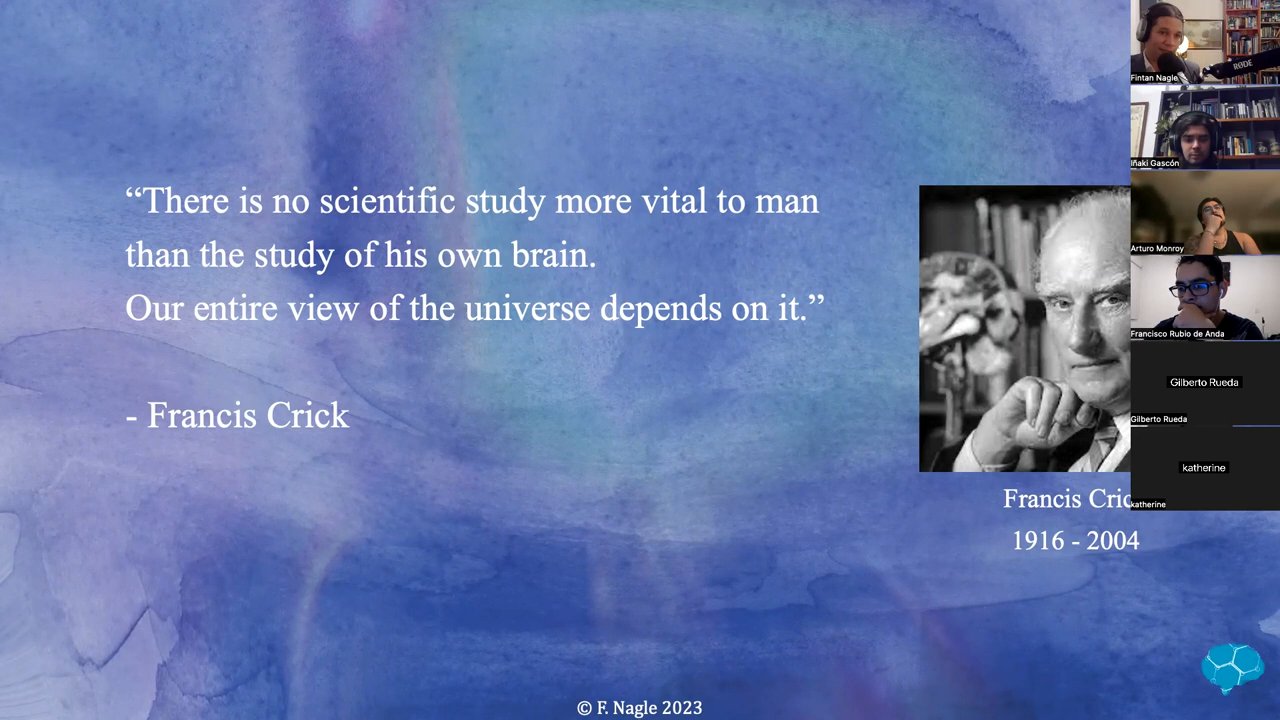 “There is no scientific study more vital to man
than the study of his own brain.
Our entire view of the universe depends on it.”
- Francis Crick
Francis Cric
1916 - 2004
© F. Nagle 2023
RØDE
Fintan Nagle
Iñaki Gascón
Arturo Monroy
Francisco Rubio de Anda
Gilberto Rueda
Gilberto Rueda
katherine
katherine